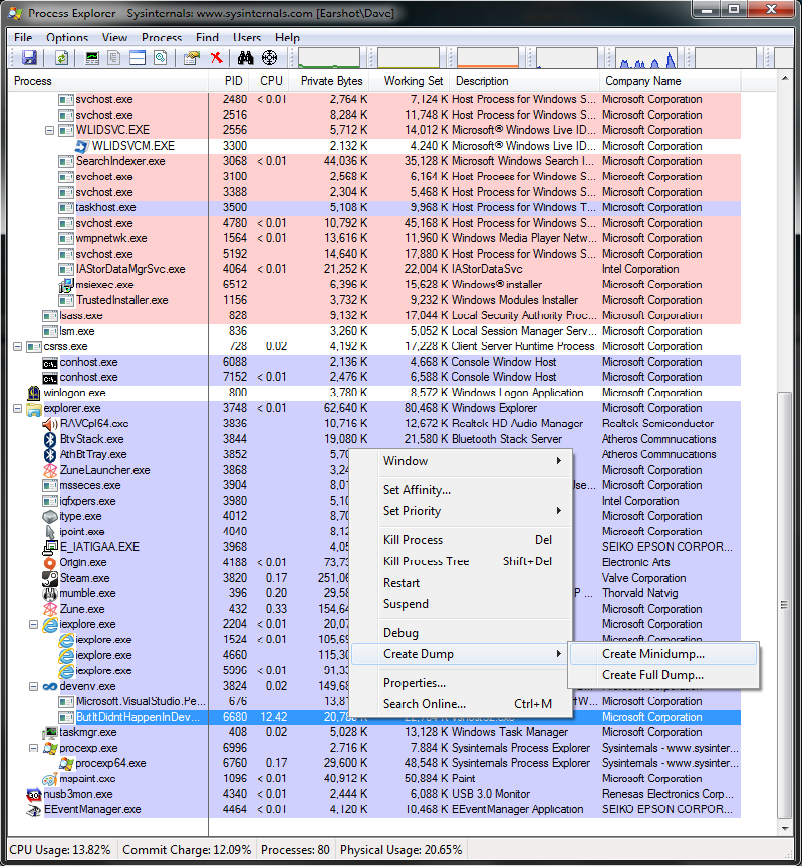 Process Explorer - Sysinternals: www.sysinternals.com [Earshot\Dave]
File Options View Process Find Users Help
Process PID CPU Private Bytes Working Set Description Company Name
svchost.exe 2480 < 0.01 2,764 K 7,124 K Host Process for Windows S... Microsoft Corporation
svchost.exe 2516 8,284 K 11,748 K Host Process for Windows S... Microsoft Corporation
WLIDSVC.EXE 2556 5,712 K 14,012 K Microsoft® Windows Live ID... Microsoft Corporation
WLIDSVCM.EXE 3300 2,132 K 4,240 K Microsoft® Windows Live ID... Microsoft Corporation
SearchIndexer.exe 3068 < 0.01 44,036 K 35,128 K Microsoft Windows Search I... Microsoft Corporation
svchost.exe 3100 2,568 K 6,164 K Host Process for Windows S... Microsoft Corporation
svchost.exe 3388 2,304 K 5,468 K Host Process for Windows S... Microsoft Corporation
taskhost.exe 3500 5,108 K 9,968 K Host Process for Windows T... Microsoft Corporation
svchost.exe 4780 < 0.01 10,792 K 45,168 K Host Process for Windows S... Microsoft Corporation
wmpnetwk.exe 1564 < 0.01 13,616 K 11,960 K Windows Media Player Netw... Microsoft Corporation
svchost.exe 5192 14,640 K 17,880 K Host Process for Windows S... Microsoft Corporation
IAStorDataMgrSvc.exe 4064 < 0.01 21,252 K 22,004 K IAStorDataSvc Intel Corporation
msiexec.exe 6512 6,396 K 15,628 K Windows® installer Microsoft Corporation
TrustedInstaller.exe 1156 3,732 K 9,232 K Windows Modules Installer Microsoft Corporation
lsass.exe 828 9,132 K 17,044 K Local Security Authority Proc... Microsoft Corporation
lsm.exe 836 3,260 K 5,052 K Local Session Manager Serv... Microsoft Corporation
csrss.exe 728 0.02 4,192 K 17,228 K Client Server Runtime Process Microsoft Corporation
conhost.exe 6088 2,136 K 4,668 K Console Window Host Microsoft Corporation
conhost.exe 7152 < 0.01 2,476 K 6,588 K Console Window Host Microsoft Corporation
winlogon.exe 800 3,780 K 8,572 K Windows Logon Application Microsoft Corporation
explorer.exe 3748 < 0.01 62,640 K 80,468 K Windows Explorer Microsoft Corporation
RAVCpl64.exe 3836 10,716 K 12,672 K Realtek HD Audio Manager Realtek Semiconductor
BtvStack.exe 3844 19,080 K 21,580 K Bluetooth Stack Server Atheros Commnucations
AthBtTray.exe 3852 5,70 Atheros Commnucations
ZuneLauncher.exe 3868 3,24 Microsoft Corporation
msseces.exe 3904 8,01 Use... Microsoft Corporation
igfxpers.exe 3980 5,10 Intel Corporation
itype.exe 4012 8,70 Microsoft Corporation
ipoint.exe 4040 8,12 Microsoft Corporation
E_IATIGAA.EXE 3968 4,05 SEIKO EPSON CORPOR...
Origin.exe 4188 < 0.01 73,73 Electronic Arts
Steam.exe 3820 0.17 251,06 Valve Corporation
mumble.exe 396 0.20 29,58 P ... Thorvald Natvig
Zune.exe 432 0.33 154,64 Microsoft Corporation
iexplore.exe 2204 < 0.01 20,07 Microsoft Corporation
iexplore.exe 1524 < 0.01 105,69 Microsoft Corporation
iexplore.exe 4660 115,30
iexplore.exe 5996 < 0.01 91,33
devenv.exe 3824 0.02 148,68
Microsoft.VisualStudio.Pe... 676 13,87 fW... Microsoft Corporation
ButItDidntHappenInDev... 6680 12.42 20,788 K 22,764 K vshost32.exe Microsoft Corporation
taskmgr.exe 408 0.02 5,028 K 13,128 K Windows Task Manager Microsoft Corporation
procexp.exe 6996 2,716 K 7,884 K Sysinternals Process Explorer Sysinternals - www.sysinter...
procexp64.exe 6760 0.17 29,600 K 48,548 K Sysinternals Process Explorer Sysinternals - www.sysinter...
mspaint.exe 1096 < 0.01 40,912 K 50,884 K Paint Microsoft Corporation
nusb3mon.exe 4340 < 0.01 2,444 K 6,088 K USB 3.0 Monitor Renesas Electronics Corpor...
EEventManager.exe 4464 < 0.01 4,120 K 10,468 K EEventManager Application SEIKO EPSON CORPOR...
Window
Set Affinity...
Set Priority
Kill Process Del
Kill Process Tree Shift+Del
Restart
Suspend
Debug
Create Dump
Properties...
Search Online... Ctrl+M
Create Minidump...
Create Full Dump...
CPU Usage: 13.82% Commit Charge: 12.09% Processes: 80 Physical Usage: 20.65%